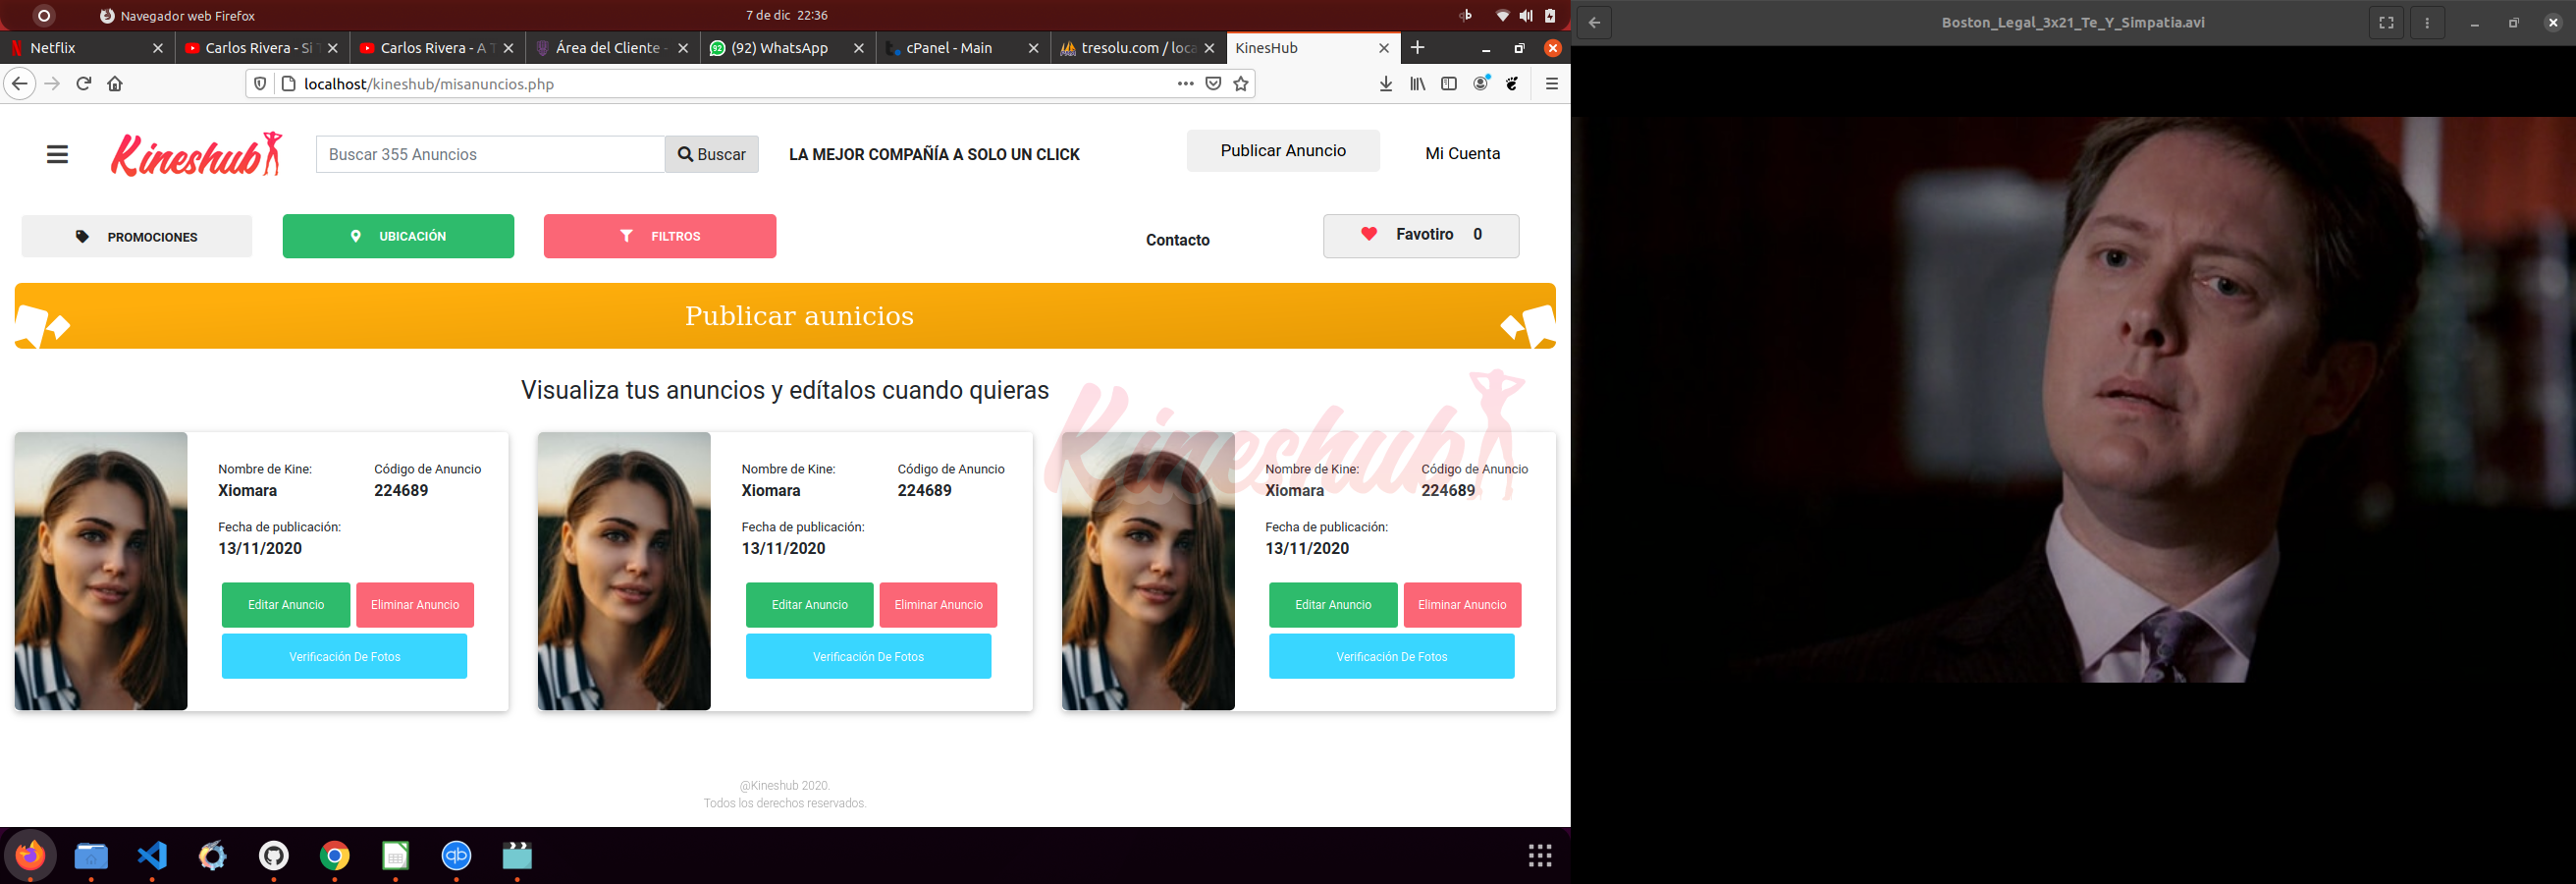 Navegador web Firefox
7 de dic 22:36
Boston_Legal_3x21_Te_Y_Simpatia.avi
Netflix
Carlos Rivera - Si T
Carlos Rivera - A T
Área del Cliente -
(92) WhatsApp
cPanel - Main
tresolu.com / loca
KinesHub
localhost/kineshub/misanuncios.php
Kineshub
Buscar 355 Anuncios
Buscar
LA MEJOR COMPAÑÍA A SOLO UN CLICK
Publicar Anuncio
Mi Cuenta
PROMOCIONES
UBICACIÓN
FILTROS
Contacto
Favotiro 0
Publicar aunicios
Visualiza tus anuncios y edítalos cuando quieras
Kineshub
Nombre de Kine: Código de Anuncio
Xiomara 224689
Fecha de publicación:
13/11/2020
Editar Anuncio Eliminar Anuncio
Verificación De Fotos
Nombre de Kine: Código de Anuncio
Xiomara 224689
Fecha de publicación:
13/11/2020
Editar Anuncio Eliminar Anuncio
Verificación De Fotos
Nombre de Kine: Código de Anuncio
Xiomara 224689
Fecha de publicación:
13/11/2020
Editar Anuncio Eliminar Anuncio
Verificación De Fotos
@Kineshub 2020.
Todos los derechos reservados.
qb